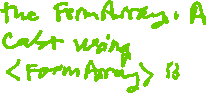 the FormArray. A
cast using
<FormArray> is